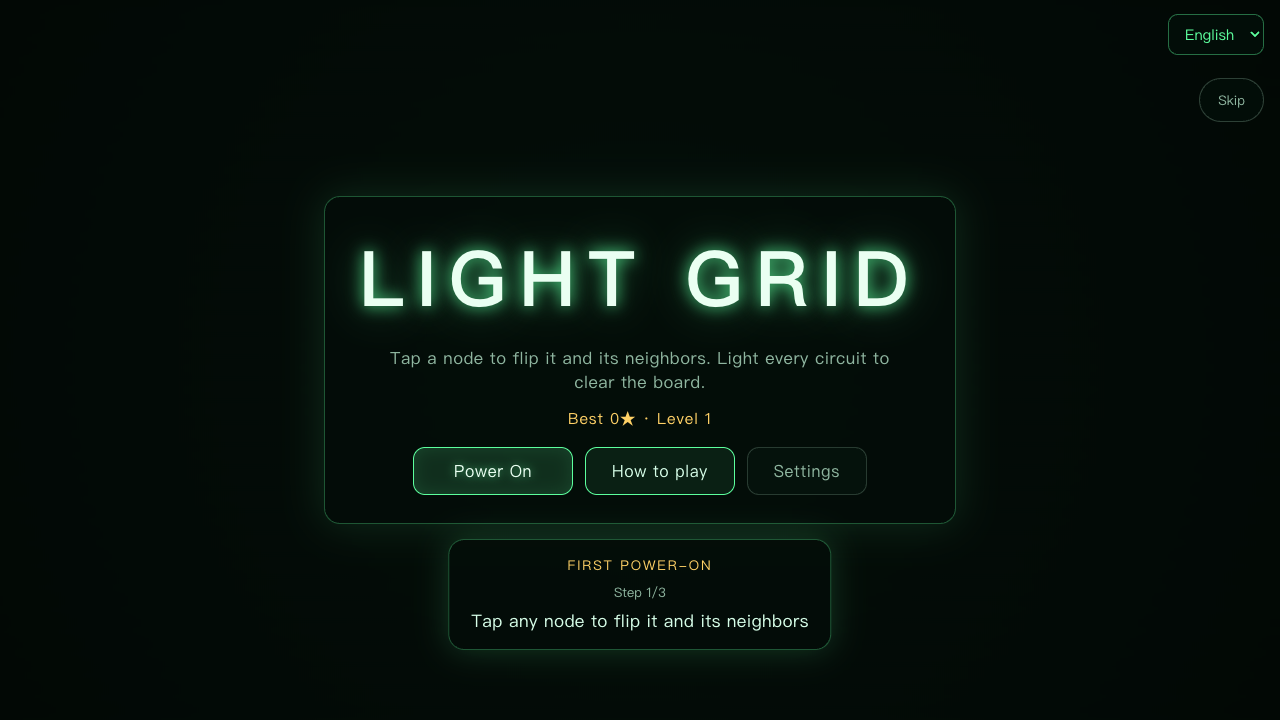 English
Skip
LIGHT GRID
Tap a node to flip it and its neighbors. Light every circuit to
clear the board.
Best 0★ · Level 1
Power On
How to play
Settings
FIRST POWER-ON
Step 1/3
Tap any node to flip it and its neighbors